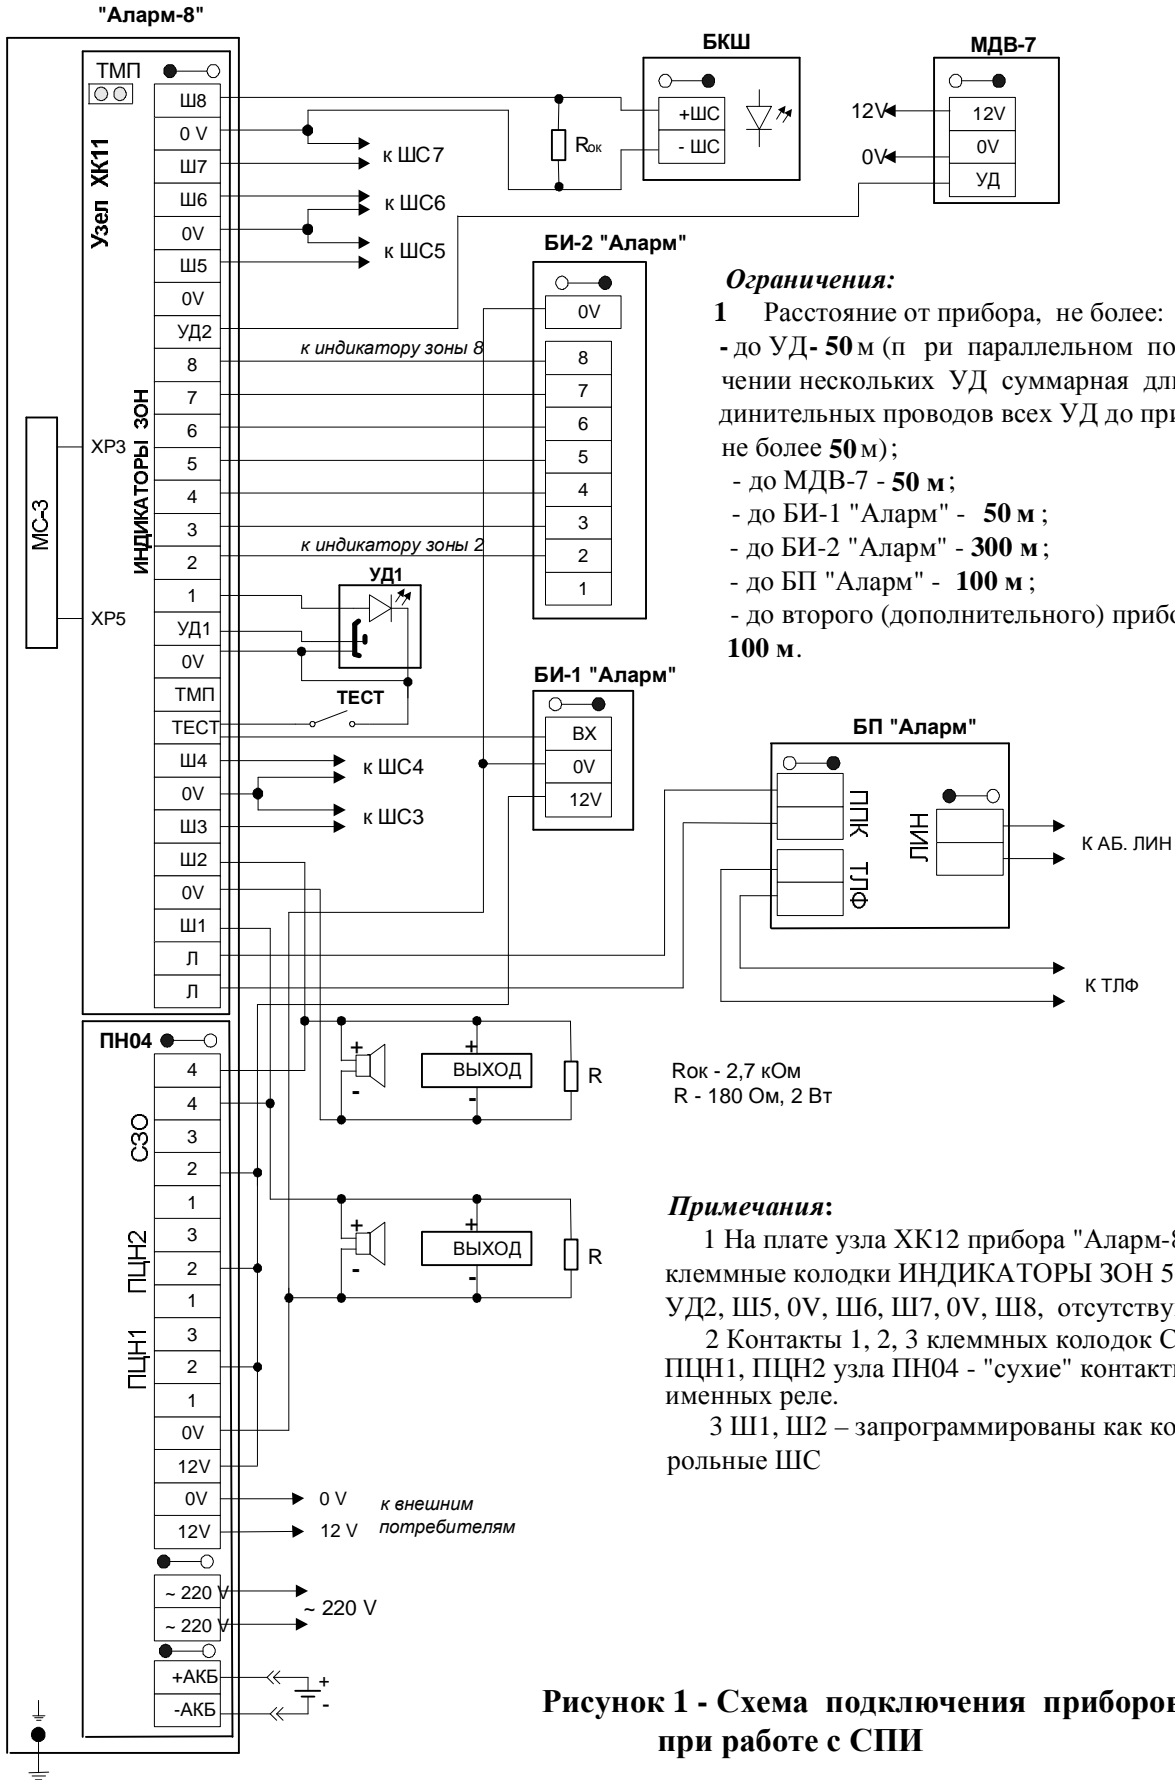 "Аларм-8"
ТМП
Узел ХК11
Ш8
0 V
Ш7
Ш6
0V
Ш5
0V
УД2
ИНДИКАТОРЫ ЗОН
8
7
6
5
4
3
2
1
УД1
0V
ТМП
ТЕСТ
Ш4
0V
Ш3
Ш2
0V
Ш1
Л
Л
МС-3
ХР3
ХР5
к ШС7
к ШС6
к ШС5
Rок
БКШ
+ШС
- ШС
МДВ-7
12V
0V
12V
0V
УД
к индикатору зоны 8
к индикатору зоны 2
БИ-2 "Аларм"
0V
8
7
6
5
4
3
2
1
УД1
ТЕСТ
к ШС4
к ШС3
БИ-1 "Аларм"
ВХ
0V
12V
Ограничения:
1 Расстояние от прибора, не более:
- до УД- 50 м (п ри параллельном по
чении нескольких УД суммарная дл
динительных проводов всех УД до при
не более 50 м);
- до МДВ-7 - 50 м;
- до БИ-1 "Аларм" - 50 м ;
- до БИ-2 "Аларм" - 300 м ;
- до БП "Аларм" - 100 м ;
- до второго (дополнительного) прибо
100 м.
БП "Аларм"
ППК
ТЛФ
ЛИН
К АБ. ЛИН
К ТЛФ
ПН04
СЗО
4
4
3
2
1
ПЦН2
3
2
1
ПЦН1
3
2
1
0V
12V
0V
12V
~ 220 V
~ 220 V
+АКБ
-АКБ
+
-
+
ВЫХОД
-
R
+
-
+
ВЫХОД
-
R
0 V
12 V
к внешним
потребителям
~ 220 V
+
-
Rок - 2,7 кОм
R - 180 Ом, 2 Вт
Примечания:
1 На плате узла ХК12 прибора "Аларм-8
клеммные колодки ИНДИКАТОРЫ ЗОН 5
УД2, Ш5, 0V, Ш6, Ш7, 0V, Ш8, отсутству
2 Контакты 1, 2, 3 клеммных колодок С
ПЦН1, ПЦН2 узла ПН04 - "сухие" контакт
именных реле.
3 Ш1, Ш2 – запрограммированы как ко
рольные ШС
Рисунок 1 - Схема подключения приборов
при работе с СПИ